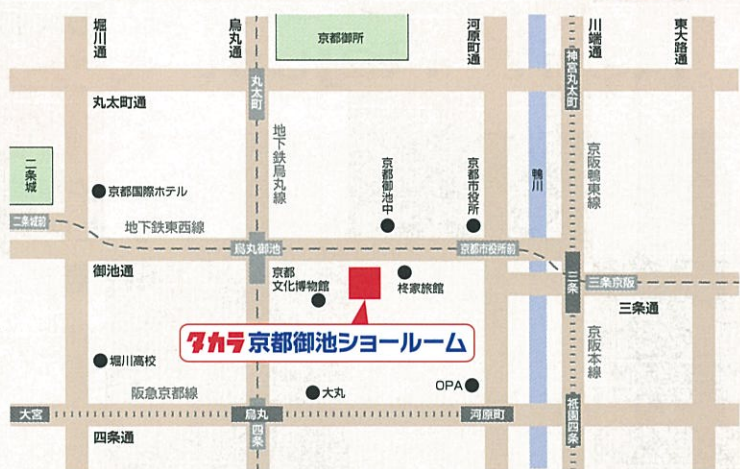 堀川通
烏丸通
京都御所
河原町通
川端通
東大路通
丸太町
神宮丸太町
丸太町通
地下鉄烏丸線
二条城
京都国際ホテル
京都御池中
京都市役所
鴨川
京阪鴨東線
二条城前
地下鉄東西線
烏丸御池
京都市役所前
御池通
京都
文化博物館
柊家旅館
三条
三条京阪
三条通
タカラ 京都御池ショールーム
京阪本線
堀川高校
阪急京都線
大丸
OPA
大宮
烏丸
河原町
祇園四条
四条通
四条